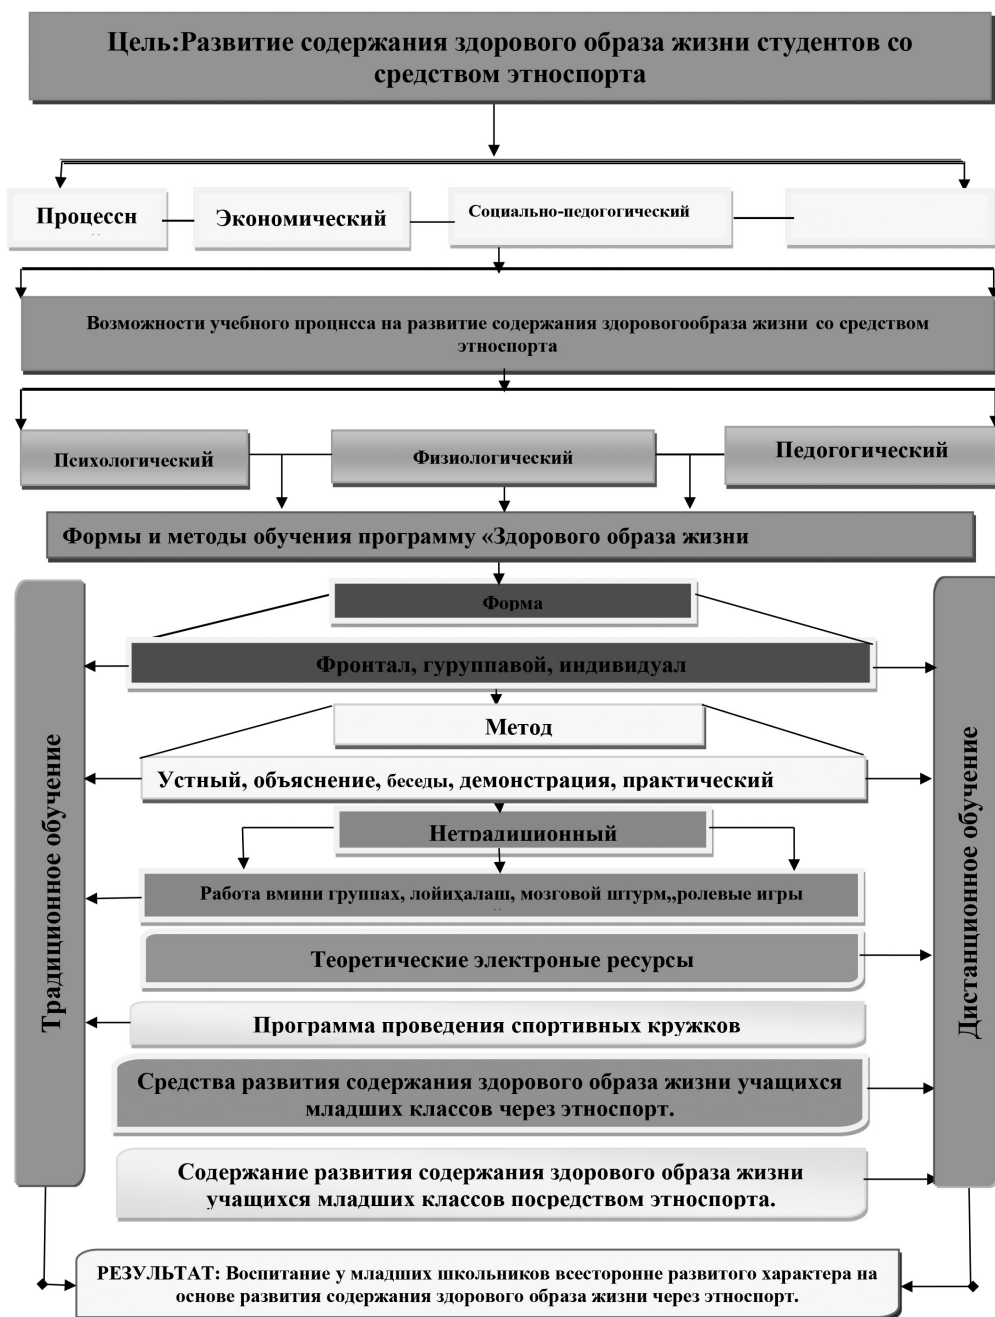 Цель:Развитие содержания здорового образа жизни студентов со
средством этноспорта
Процессн
Экономический
Социально-педогогический
Возможности учебного процнсса на развитие содержания здоровогообраза жизни со средством
этноспорта
Психологический
Физиологический
Педогогический
Формы и методы обучения программу «Здорового образа жизни
Форма
Фронтал, гуруппавой, индивидуал
Метод
Устный, объяснение, беседы, демонстрация, практический
Нетрадиционный
Работа вмини группах, лойиҳалаш, мозговой штурм,,ролевые игры
Теоретические электроные ресурсы
Программа проведения спортивных кружков
Средства развития содержания здорового образа жизни учащихся
младших классов через этноспорт.
Содержание развития содержания здорового образа жизни
учащихся младших классов посредством этноспорта.
Традиционное обучение
Дистанционное обучение
РЕЗУЛЬТАТ: Воспитание у младших школьников всесторонне развитого характера на
основе развития содержания здорового образа жизни через этноспорт.